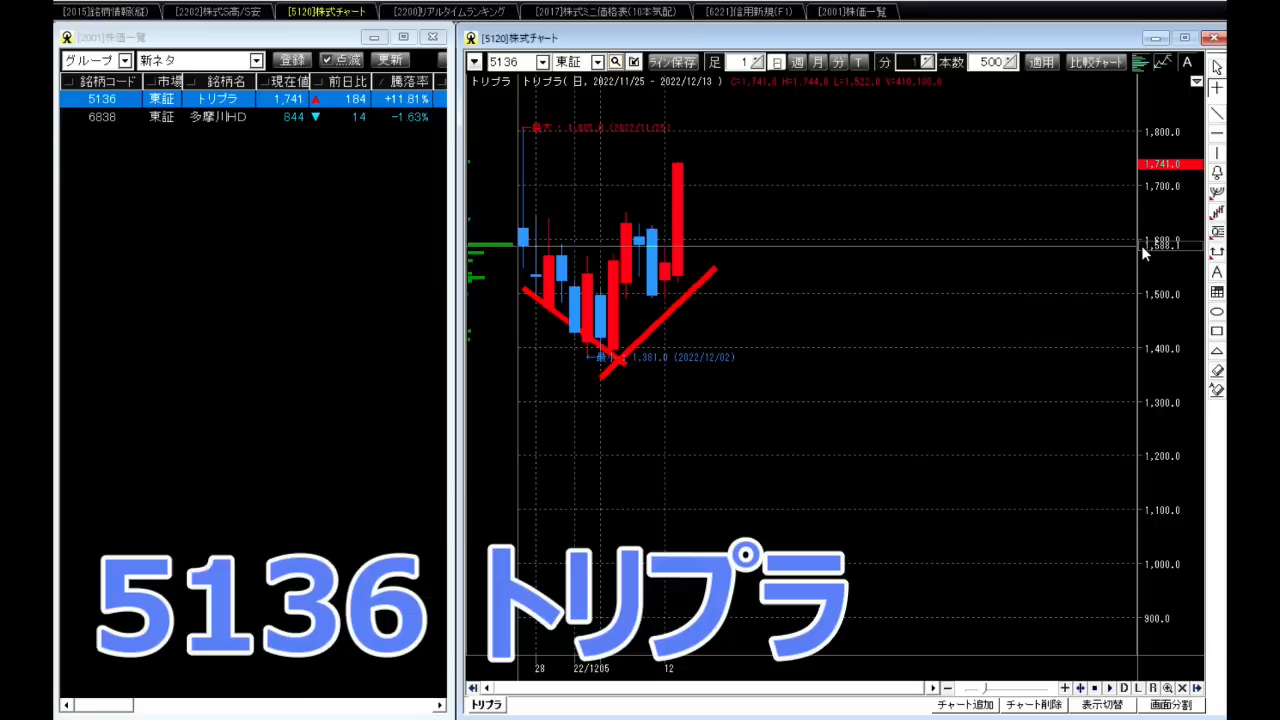 [2015]銘柄情報(縦) [2202]株式S高/S安 [5120]株式チャート [2200]リアルタイムランキング [2017]株式ミニ価格表(10本気配) [6221]信用新規(F1) [2001]株価一覧
[2001]株価一覧
グループ 新ネタ 登録 点滅 更新
銘柄コード 市場 銘柄名 現在値 前日比 騰落率
5136 東証 トリプラ 1,741 ▲ 184 +11.81%
6838 東証 多摩川HD 844 ▼ 14 -1.63%
[5120]株式チャート
5136 東証 ライン保存 足 1 日 週 月 分 T 分 1 本数 500 適用 比較チャート A
トリプラ トリプラ( 日, 2022/11/25 - 2022/12/13 ) C=1,741.0 H=1,744.0 L=1,522.0 V=410,100.0
1,800.0
1,741.0
1,700.0
1,500.0
1,400.0
←最小 : 1,381.0 (2022/12/02)
1,300.0
1,200.0
1,100.0
1,000.0
900.0
5136 トリプラ
28 22/1205 12
D L R
トリプラ
チャート追加 チャート削除 表示切替 画面分割